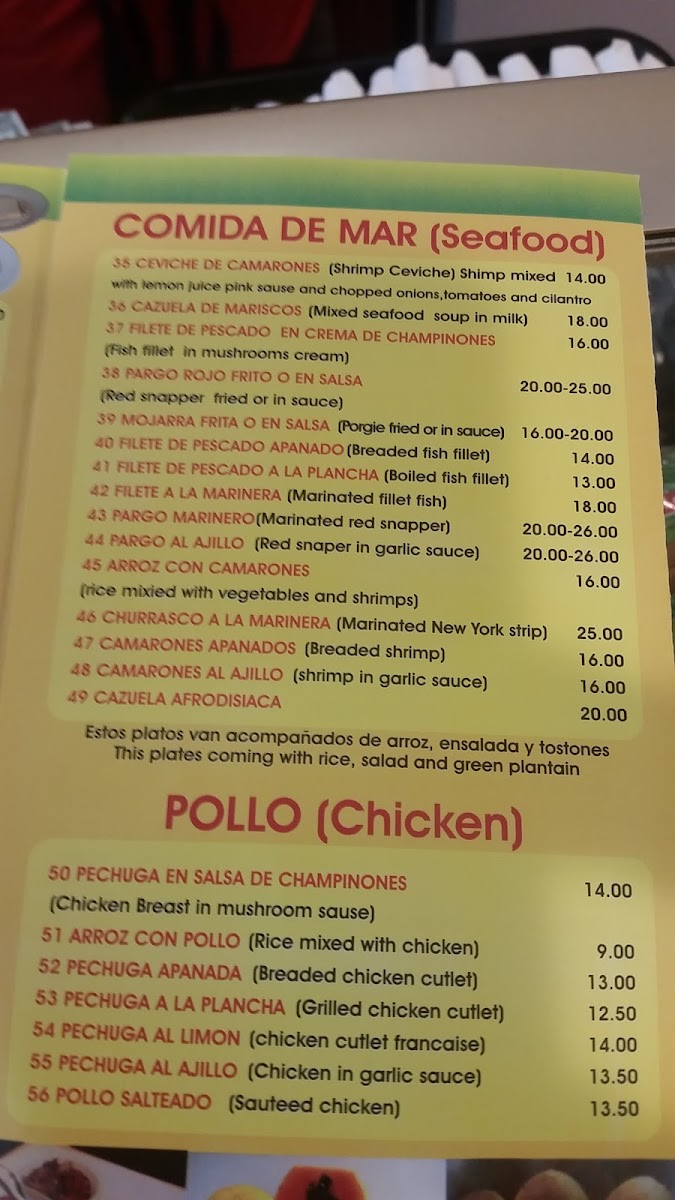 COMIDA DE MAR (Seafood)
35 CEVICHE DE CAMARONES (Shrimp Ceviche) Shimp mixed 14.00
with lemon juice pink sause and chopped onions,tomatoes and cilantro
36 CAZUELA DE MARISCOS (Mixed seafood soup in milk) 18.00
37 FILETE DE PESCADO EN CREMA DE CHAMPINONES 16.00
(Fish fillet in mushrooms cream)
38 PARGO ROJO FRITO O EN SALSA 20.00-25.00
(Red snapper fried or in sauce)
39 MOJARRA FRITA O EN SALSA (Porgie fried or in sauce) 16.00-20.00
40 FILETE DE PESCADO APANADO (Breaded fish fillet) 14.00
41 FILETE DE PESCADO A LA PLANCHA (Boiled fish fillet) 13.00
42 FILETE A LA MARINERA (Marinated fillet fish) 18.00
43 PARGO MARINERO(Marinated red snapper) 20.00-26.00
44 PARGO AL AJILLO (Red snaper in garlic sauce) 20.00-26.00
45 ARROZ CON CAMARONES 16.00
(rice mixied with vegetables and shrimps)
46 CHURRASCO A LA MARINERA (Marinated New York strip) 25.00
47 CAMARONES APANADOS (Breaded shrimp) 16.00
48 CAMARONES AL AJILLO (shrimp in garlic sauce) 16.00
49 CAZUELA AFRODISIACA 20.00
Estos platos van acompañados de arroz, ensalada y tostones
This plates coming with rice, salad and green plantain
POLLO (Chicken)
50 PECHUGA EN SALSA DE CHAMPINONES 14.00
(Chicken Breast in mushroom sause)
51 ARROZ CON POLLO (Rice mixed with chicken) 9.00
52 PECHUGA APANADA (Breaded chicken cutlet) 13.00
53 PECHUGA A LA PLANCHA (Grilled chicken cutlet) 12.50
54 PECHUGA AL LIMON (chicken cutlet francaise) 14.00
55 PECHUGA AL AJILLO (Chicken in garlic sauce) 13.50
56 POLLO SALTEADO (Sauteed chicken) 13.50